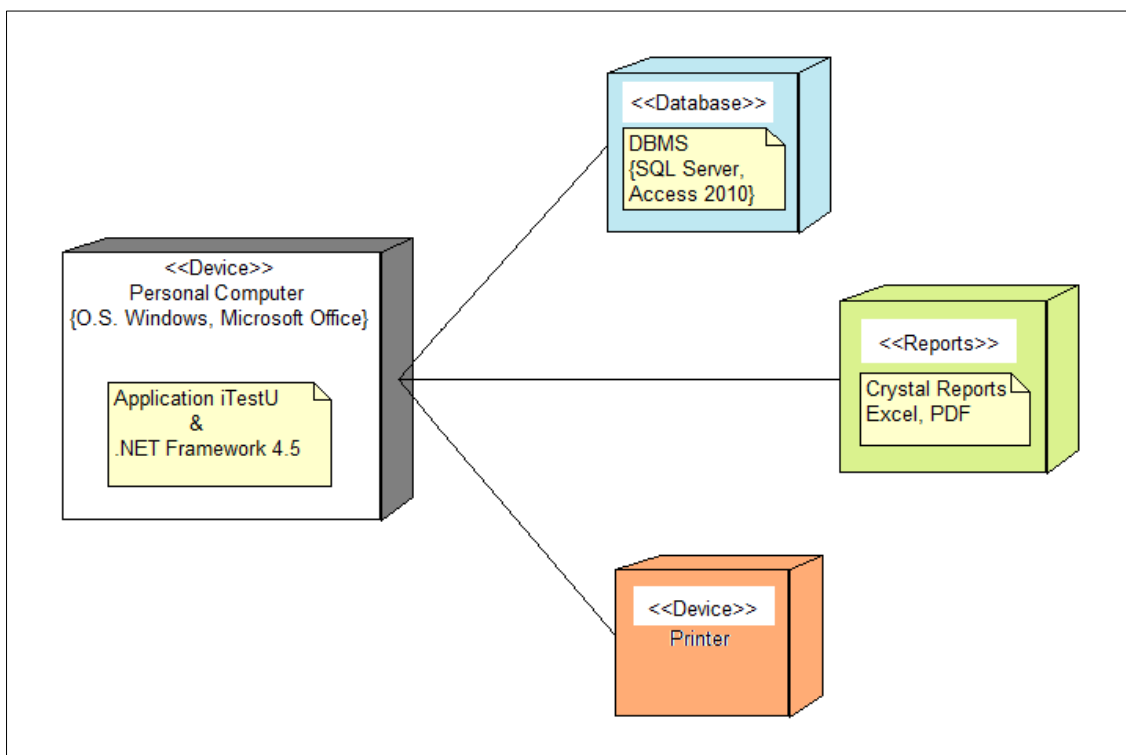 <<Database>>
DBMS
{SQL Server,
Access 2010}
<<Device>>
Personal Computer
{O.S. Windows, Microsoft Office}
Application iTestU
&
.NET Framework 4.5
<<Reports>>
Crystal Reports
Excel, PDF
<<Device>>
Printer